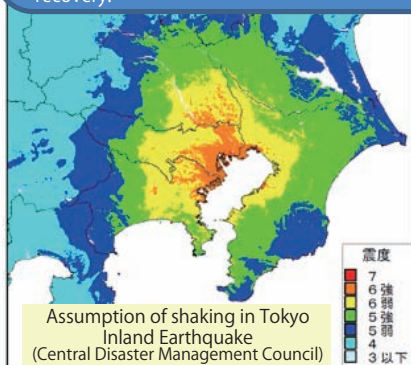 recovery.
震度
7
6強
6弱
5強
5弱
4
3以下
Assumption of shaking in Tokyo
Inland Earthquake
(Central Disaster Management Council)